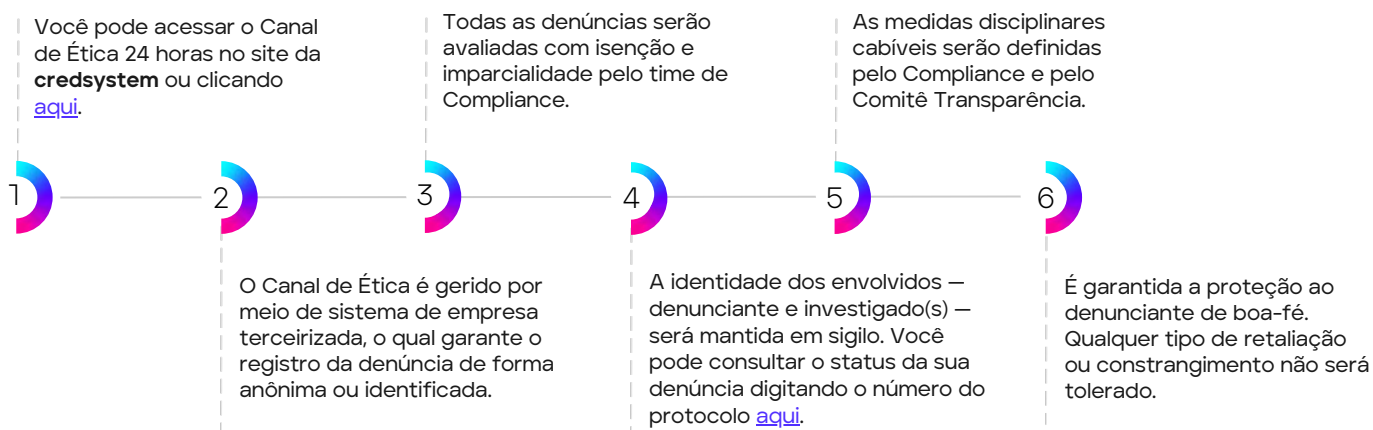 1
Você pode acessar o Canal
de Ética 24 horas no site da
credsystem ou clicando
aqui.
2
O Canal de Ética é gerido por
meio de sistema de empresa
terceirizada, o qual garante o
registro da denúncia de forma
anônima ou identificada.
3
Todas as denúncias serão
avaliadas com isenção e
imparcialidade pelo time de
Compliance.
4
A identidade dos envolvidos —
denunciante e investigado(s) —
será mantida em sigilo. Você
pode consultar o status da sua
denúncia digitando o número do
protocolo aqui.
5
As medidas disciplinares
cabíveis serão definidas
pelo Compliance e pelo
Comitê Transparência.
6
É garantida a proteção ao
denunciante de boa-fé.
Qualquer tipo de retaliação
ou constrangimento não será
tolerado.